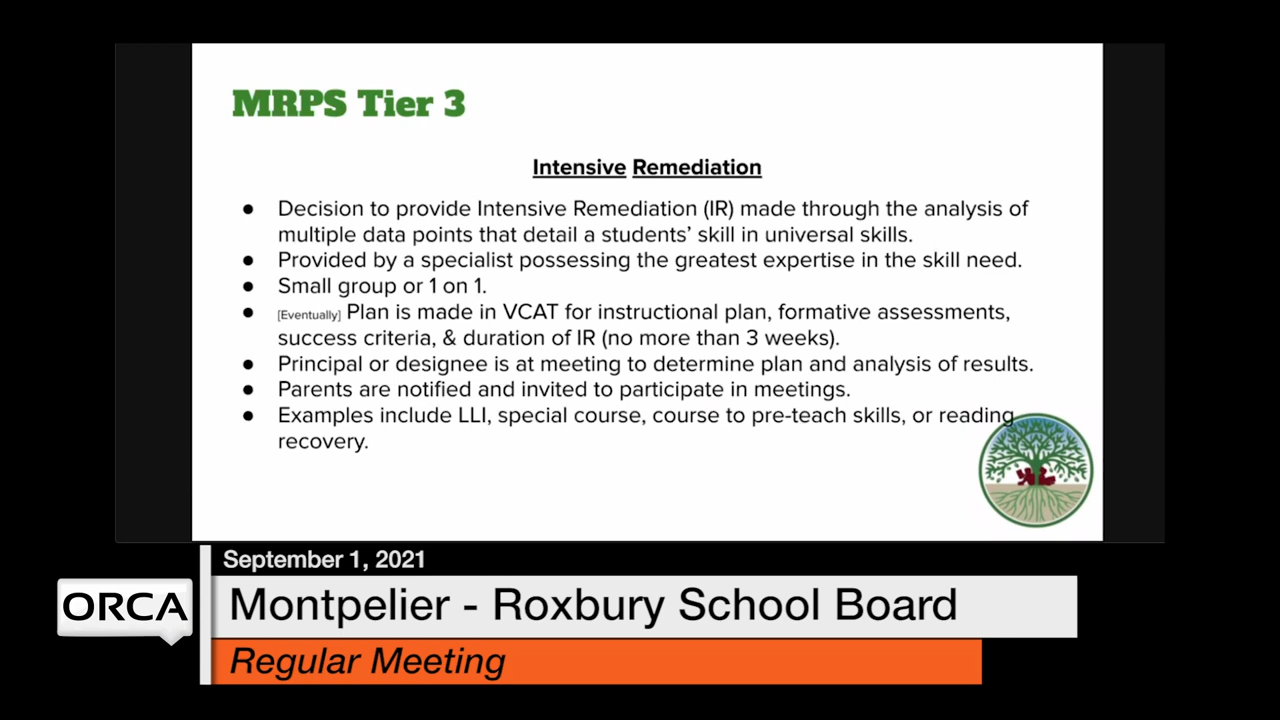 MRPS Tier 3
Intensive Remediation
● Decision to provide Intensive Remediation (IR) made through the analysis of
multiple data points that detail a students’ skill in universal skills.
● Provided by a specialist possessing the greatest expertise in the skill need.
● Small group or 1 on 1.
● [Eventually] Plan is made in VCAT for instructional plan, formative assessments,
success criteria, & duration of IR (no more than 3 weeks).
● Principal or designee is at meeting to determine plan and analysis of results.
● Parents are notified and invited to participate in meetings.
● Examples include LLI, special course, course to pre-teach skills, or reading
recovery.
September 1, 2021
ORCA
Montpelier - Roxbury School Board
Regular Meeting